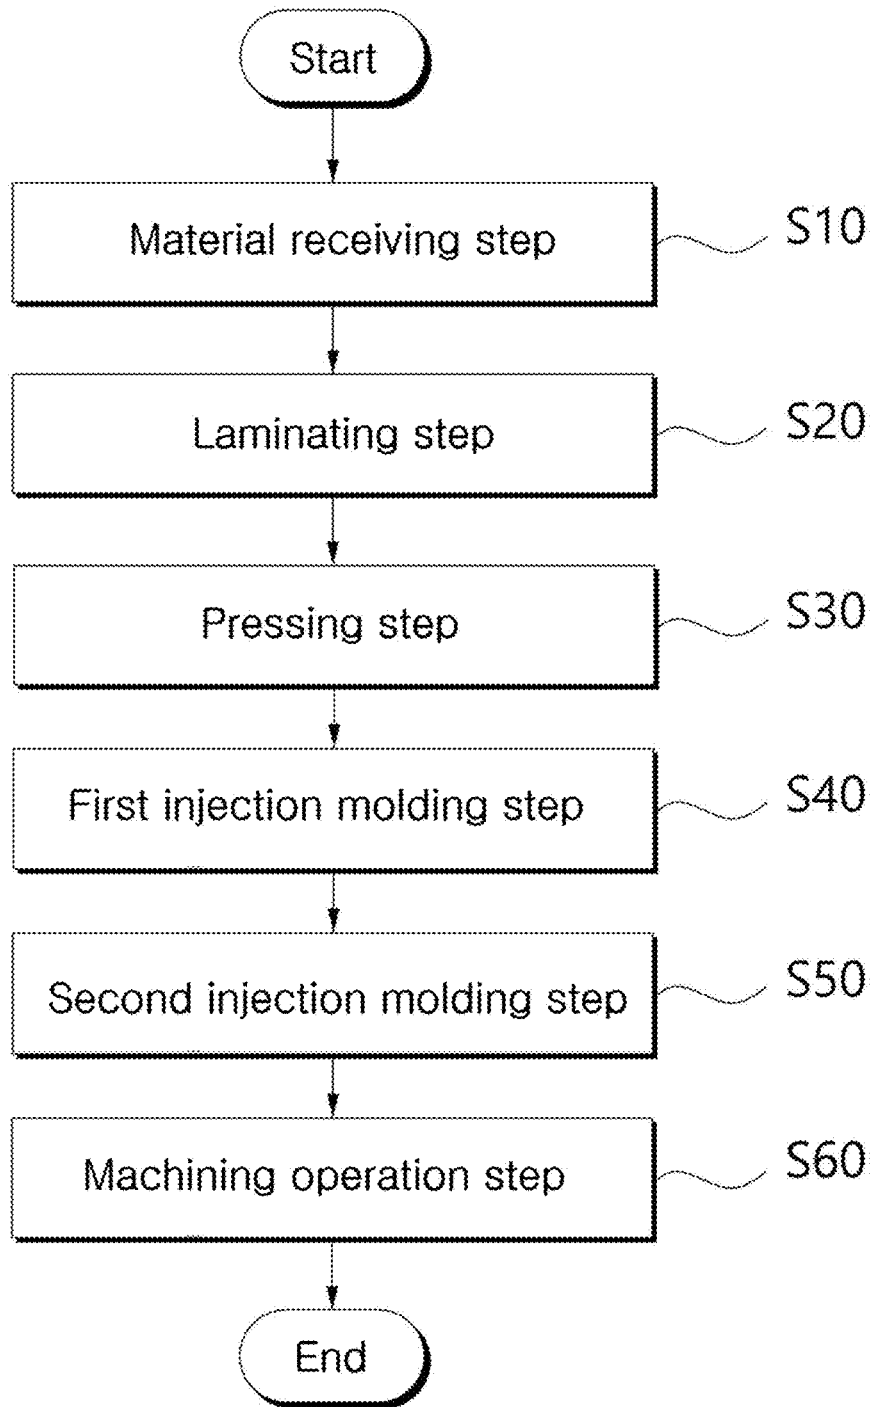 Start
Material receiving step
S10
Laminating step
S20
Pressing step
S30
First injection molding step
S40
Second injection molding step
S50
Machining operation step
S60
End